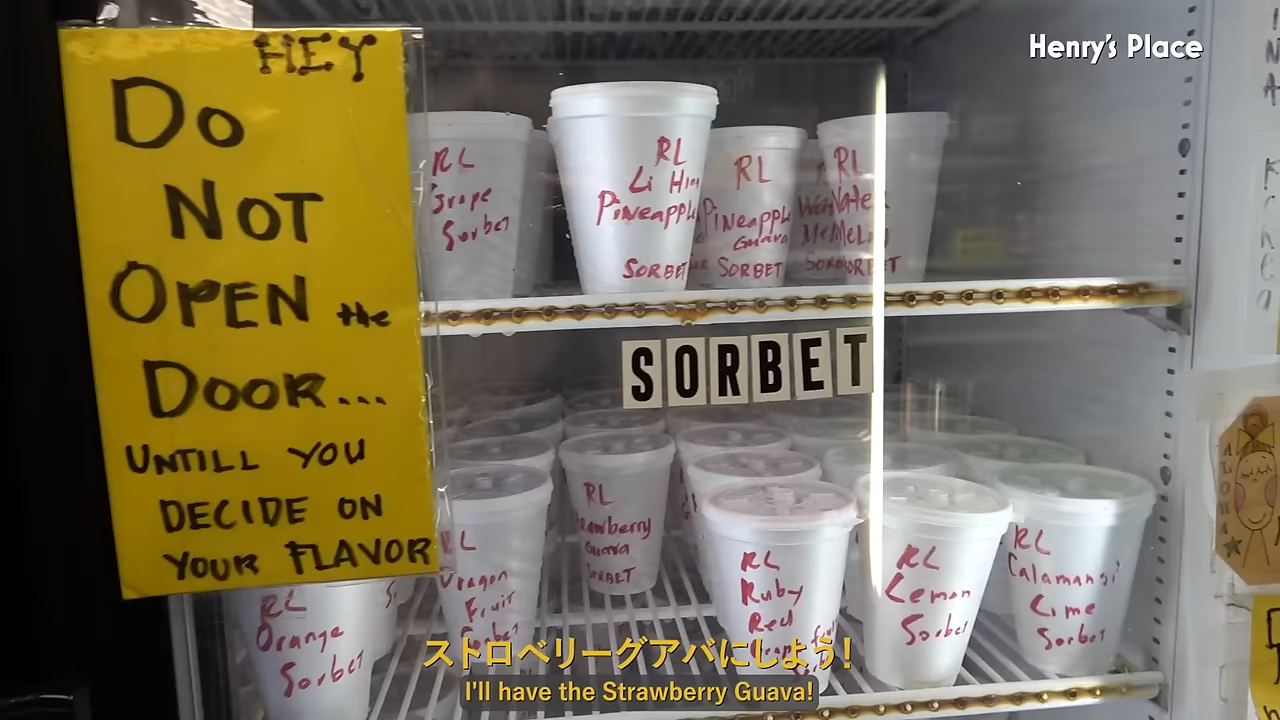 Henry's Place
HEY
Do
NOT
OPEN the
DOOR...
UNTILL YOU
DECIDE ON
YOUR FLAVOR
RL
Grape
Sorbet
RL
Li Hing
Pineapple
SORBET
RL
Pineapple
Guava
SORBET
RL
SORBET
SORBET
RL
Strawberry
Guava
SORBET
RL
Dragon
Fruit
Sorbet
RL
Ruby
Red
RL
Lemon
Sorbet
RL
Calamansi
Lime
Sorbet
RL
Orange
Sorbet
ALOHA
ストロベリーグアバにしよう！
I'll have the Strawberry Guava!